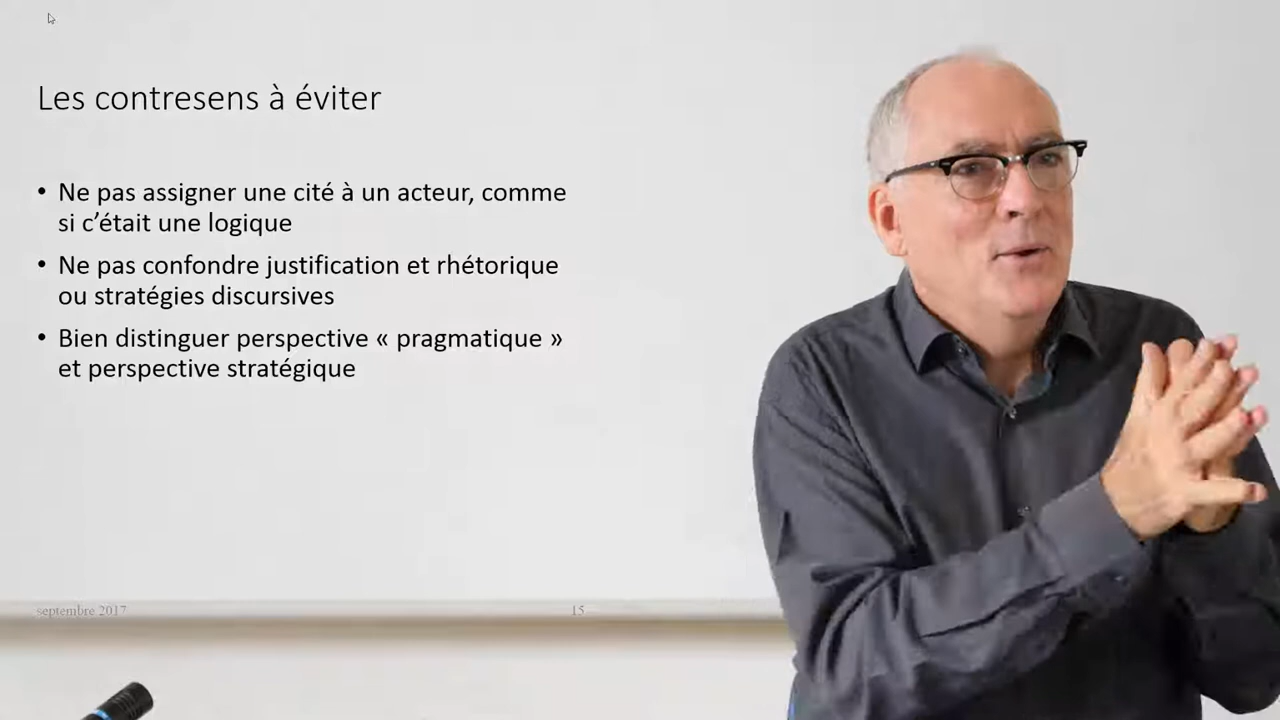 Les contresens à éviter
• Ne pas assigner une cité à un acteur, comme
si c’était une logique
• Ne pas confondre justification et rhétorique
ou stratégies discursives
• Bien distinguer perspective « pragmatique »
et perspective stratégique
septembre 2017
15